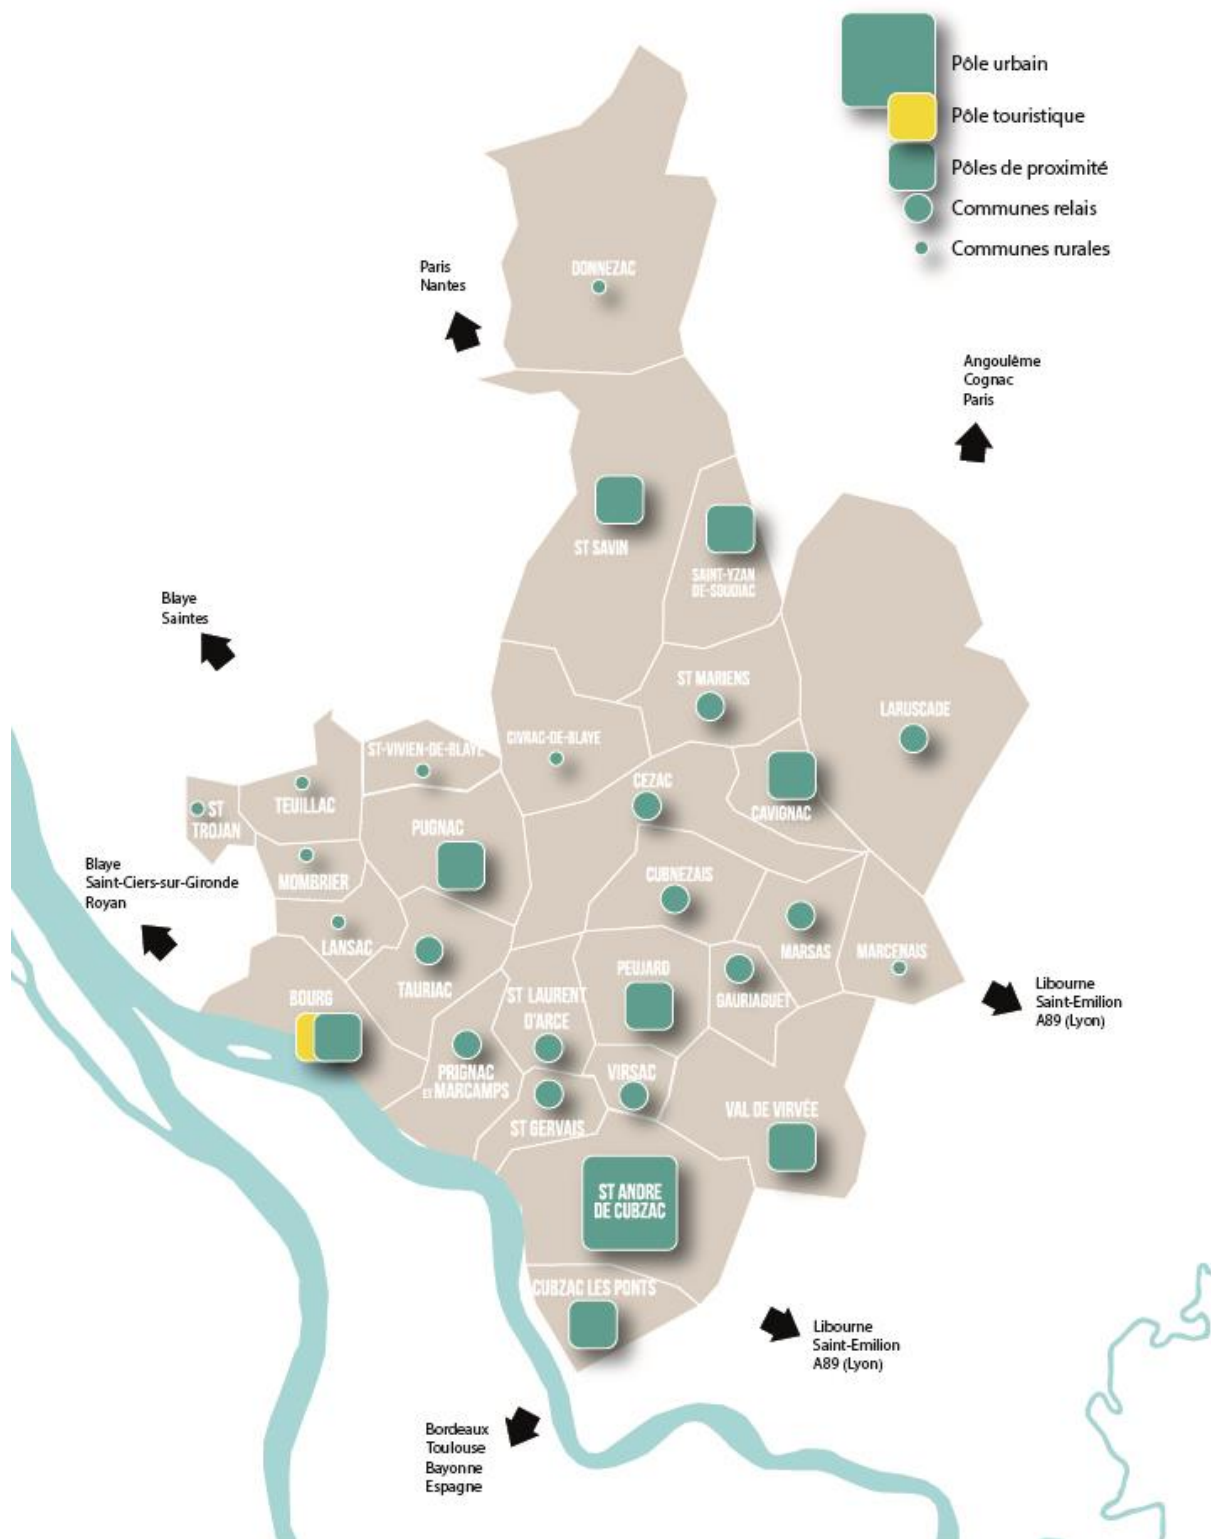 Pôle urbain
Pôle touristique
Pôles de proximité
Communes relais
Communes rurales
DONNEZAC
Paris
Nantes
Angoulême
Cognac
Paris
ST SAVIN
SAINT-YZAN
DE-SOUDIAC
Blaye
Saintes
ST MARIENS
LARUSCADE
ST-VIVIEN-DE-BLAYE
CIVRAC-DE-BLAYE
CEZAC
TEUILLAC
CAVIGNAC
ST
TROJAN
PUGNAC
MOMBRIER
CUBNEZAIS
Blaye
Saint-Ciers-sur-Gironde
Royan
LANSAC
MARSAS
MARCENAIS
TAURIAC
PEUJARD
GAURIAGUET
BOURG
ST LAURENT
D'ARCE
Libourne
Saint-Emilion
A89 (Lyon)
PRIGNAC
ET MARCAMPS
VIRSAC
ST GERVAIS
VAL DE VIRVÉE
ST ANDRE
DE CUBZAC
CUBZAC LES PONTS
Libourne
Saint-Emilion
A89 (Lyon)
Bordeaux
Toulouse
Bayonne
Espagne